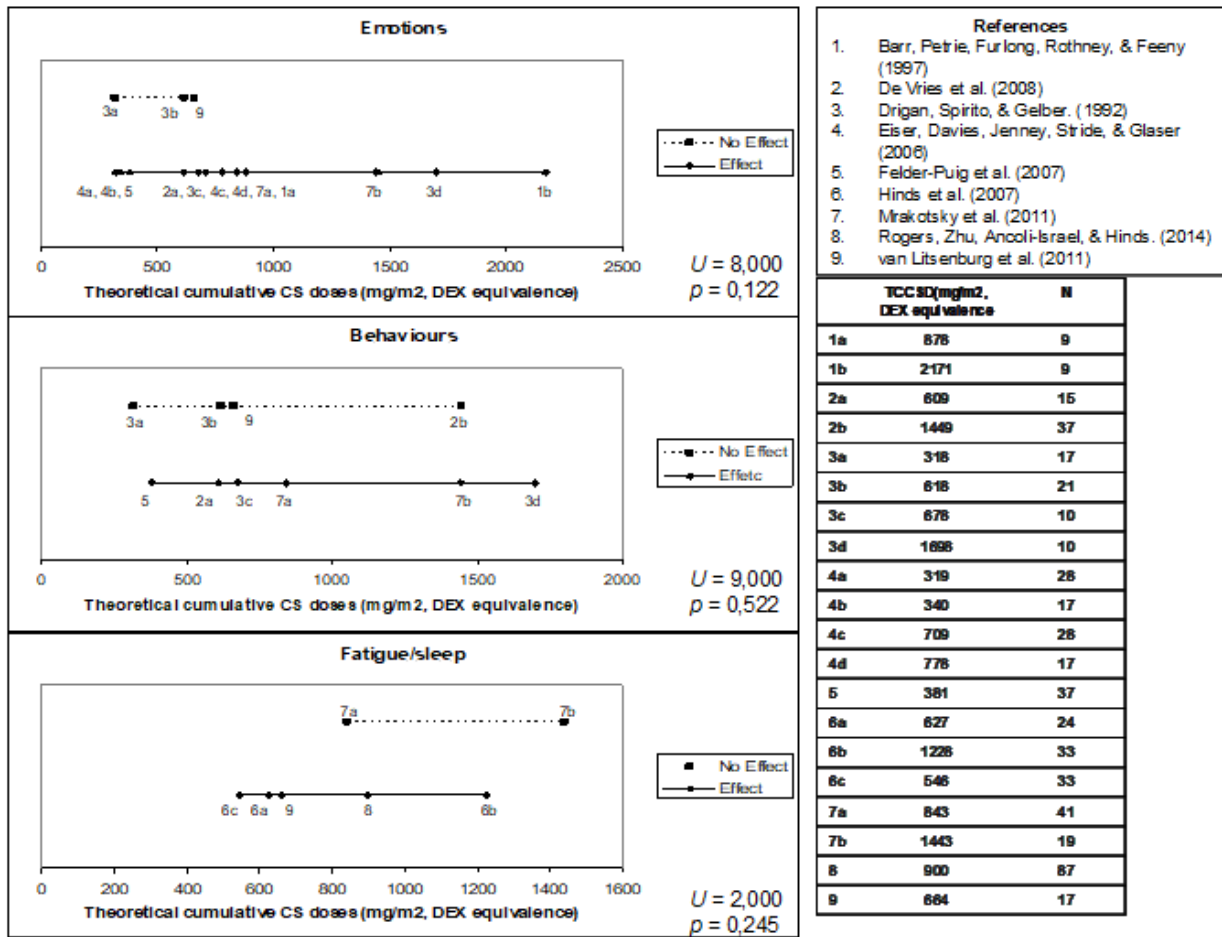 Emotions
3a
3b
9
No Effect
Effect
4a, 4b, 5
2a, 3c, 4c, 4d, 7a, 1a
7b
3d
1b
0
500
1000
1500
2000
2500
Theoretical cumulative CS doses (mg/m2, DEX equivalence)
U = 8,000
p = 0,122
Behaviours
3a
3b
9
2b
No Effect
Effetc
5
2a
3c
7a
7b
3d
0
500
1000
1500
2000
Theoretical cumulative CS doses (mg/m2, DEX equivalence)
U = 9,000
p = 0,522
Fatigue/sleep
7a
7b
No Effect
Effect
6c
6a
9
8
6b
0
200
400
600
800
1000
1200
1400
1600
Theoretical cumulative CS doses (mg/m2, DEX equivalence)
U = 2,000
p = 0,245
References
1. Barr, Petrie, Furlong, Rothney, & Feeny
(1997)
2. De Vries et al. (2008)
3. Drigan, Spirito, & Gelber. (1992)
4. Eiser, Davies, Jenney, Stride, & Glaser
(2006)
5. Felder-Puig et al. (2007)
6. Hinds et al. (2007)
7. Mrakotsky et al. (2011)
8. Rogers, Zhu, Ancoli-Israel, & Hinds. (2014)
9. van Litsenburg et al. (2011)
TCCSD(mg/m2, N
DEX equivalence
1a 878 9
1b 2171 9
2a 609 15
2b 1449 37
3a 318 17
3b 618 21
3c 678 10
3d 1698 10
4a 319 28
4b 340 17
4c 709 28
4d 778 17
5 381 37
6a 627 24
6b 1228 33
6c 546 33
7a 843 41
7b 1443 19
8 900 87
9 664 17